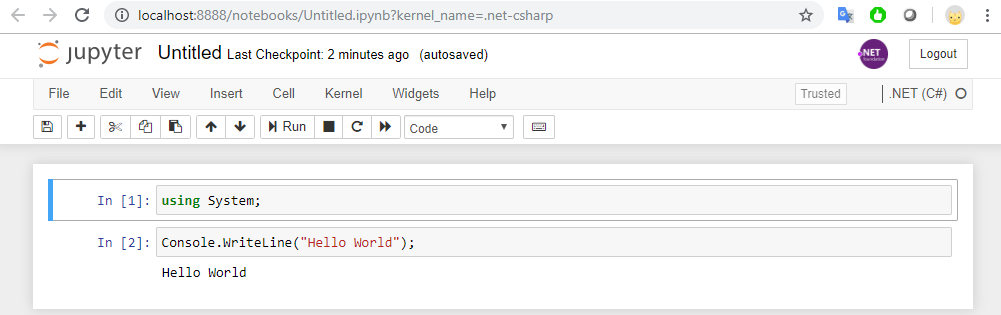 localhost:8888/notebooks/Untitled.ipynb?kernel_name=.net-csharp
jupyter Untitled Last Checkpoint: 2 minutes ago (autosaved)
.NET
foundation
Logout
File Edit View Insert Cell Kernel Widgets Help Trusted .NET (C#)
Run Code
In [1]: using System;
In [2]: Console.WriteLine("Hello World");
Hello World